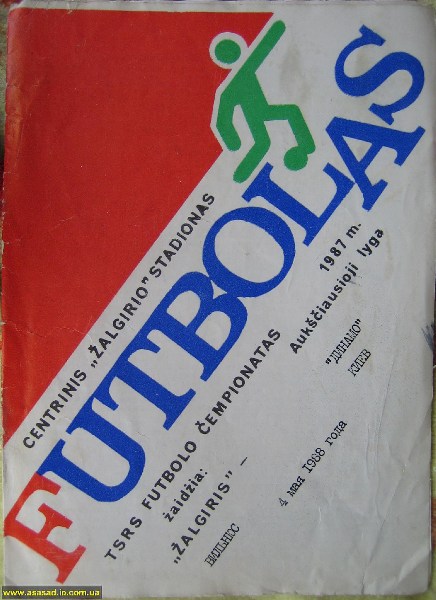 CENTRINIS „ŽALGIRIO" STADIONAS
FUTBOLAS
TSRS FUTBOLO ČEMPIONATAS
1987 m.
Aukščiausioji lyga
žaidžia:
„ŽALGIRIS" –
ВИЛЬНЮС
"ДИНАМО"
КИЕВ
4 мая 1988 года
www.asasad.io.com.ua